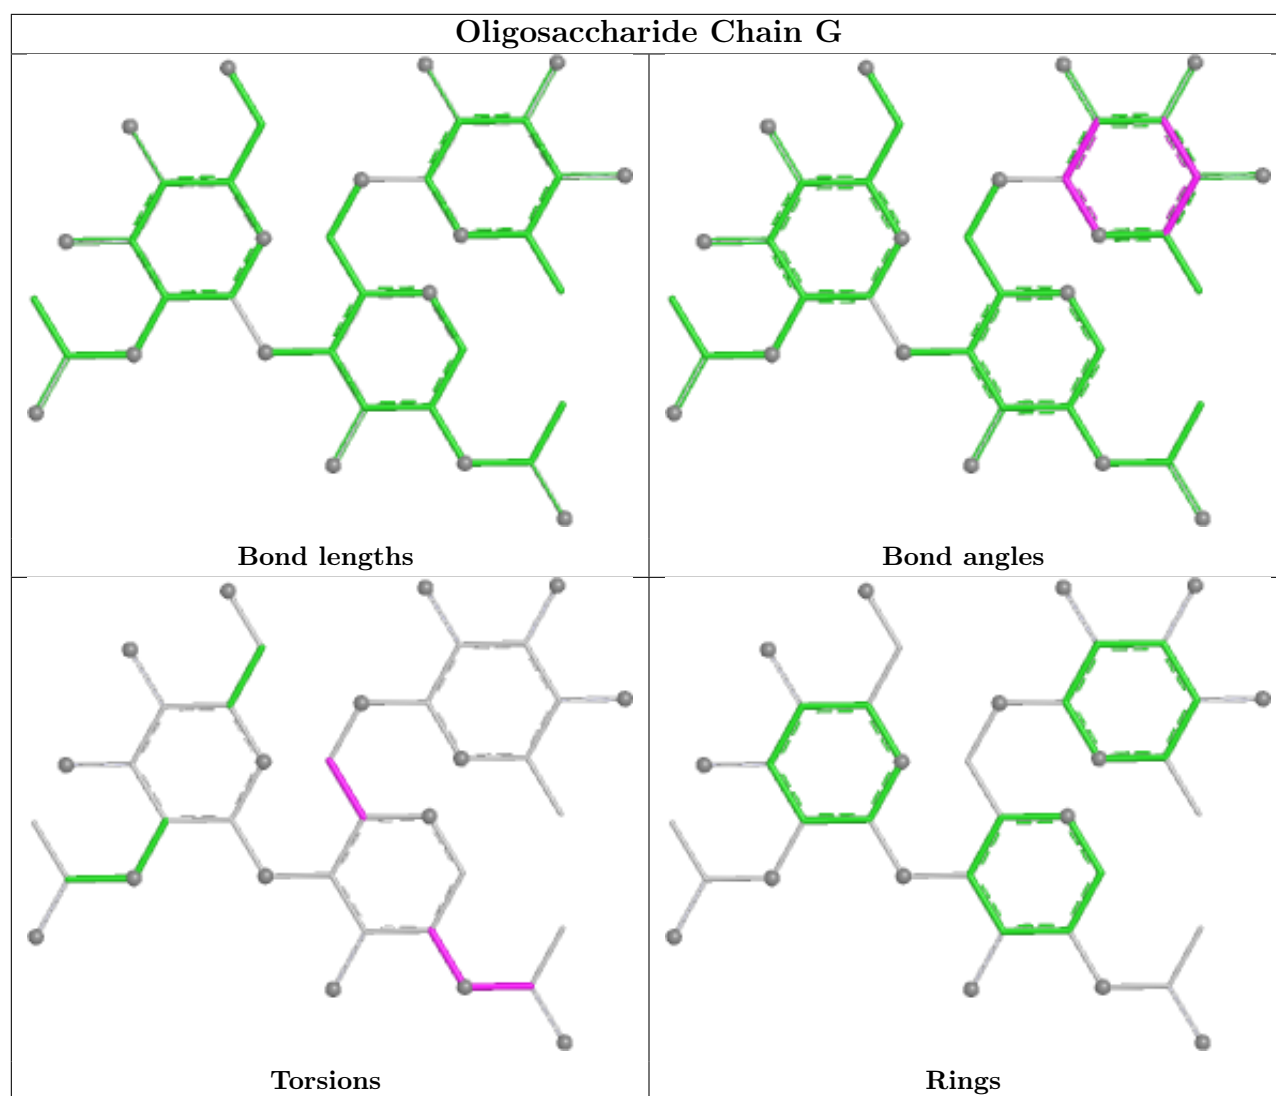 Oligosaccharide Chain G
Bond lengths
Bond angles
Torsions
Rings